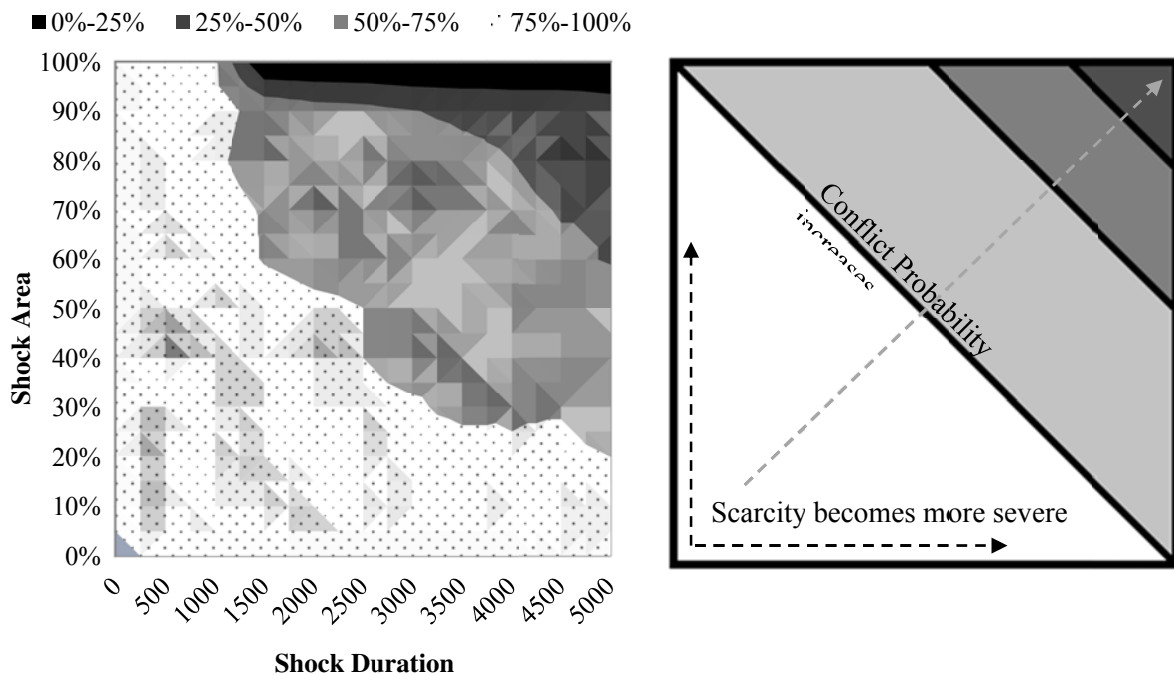 0%-25% 25%-50% 50%-75% 75%-100%
100%
90%
80%
70%
60%
50%
40%
30%
20%
10%
0%
Shock Area
0 500 1000 1500 2000 2500 3000 3500 4000 4500 5000
Shock Duration
Conflict Probability
increases
Scarcity becomes more severe